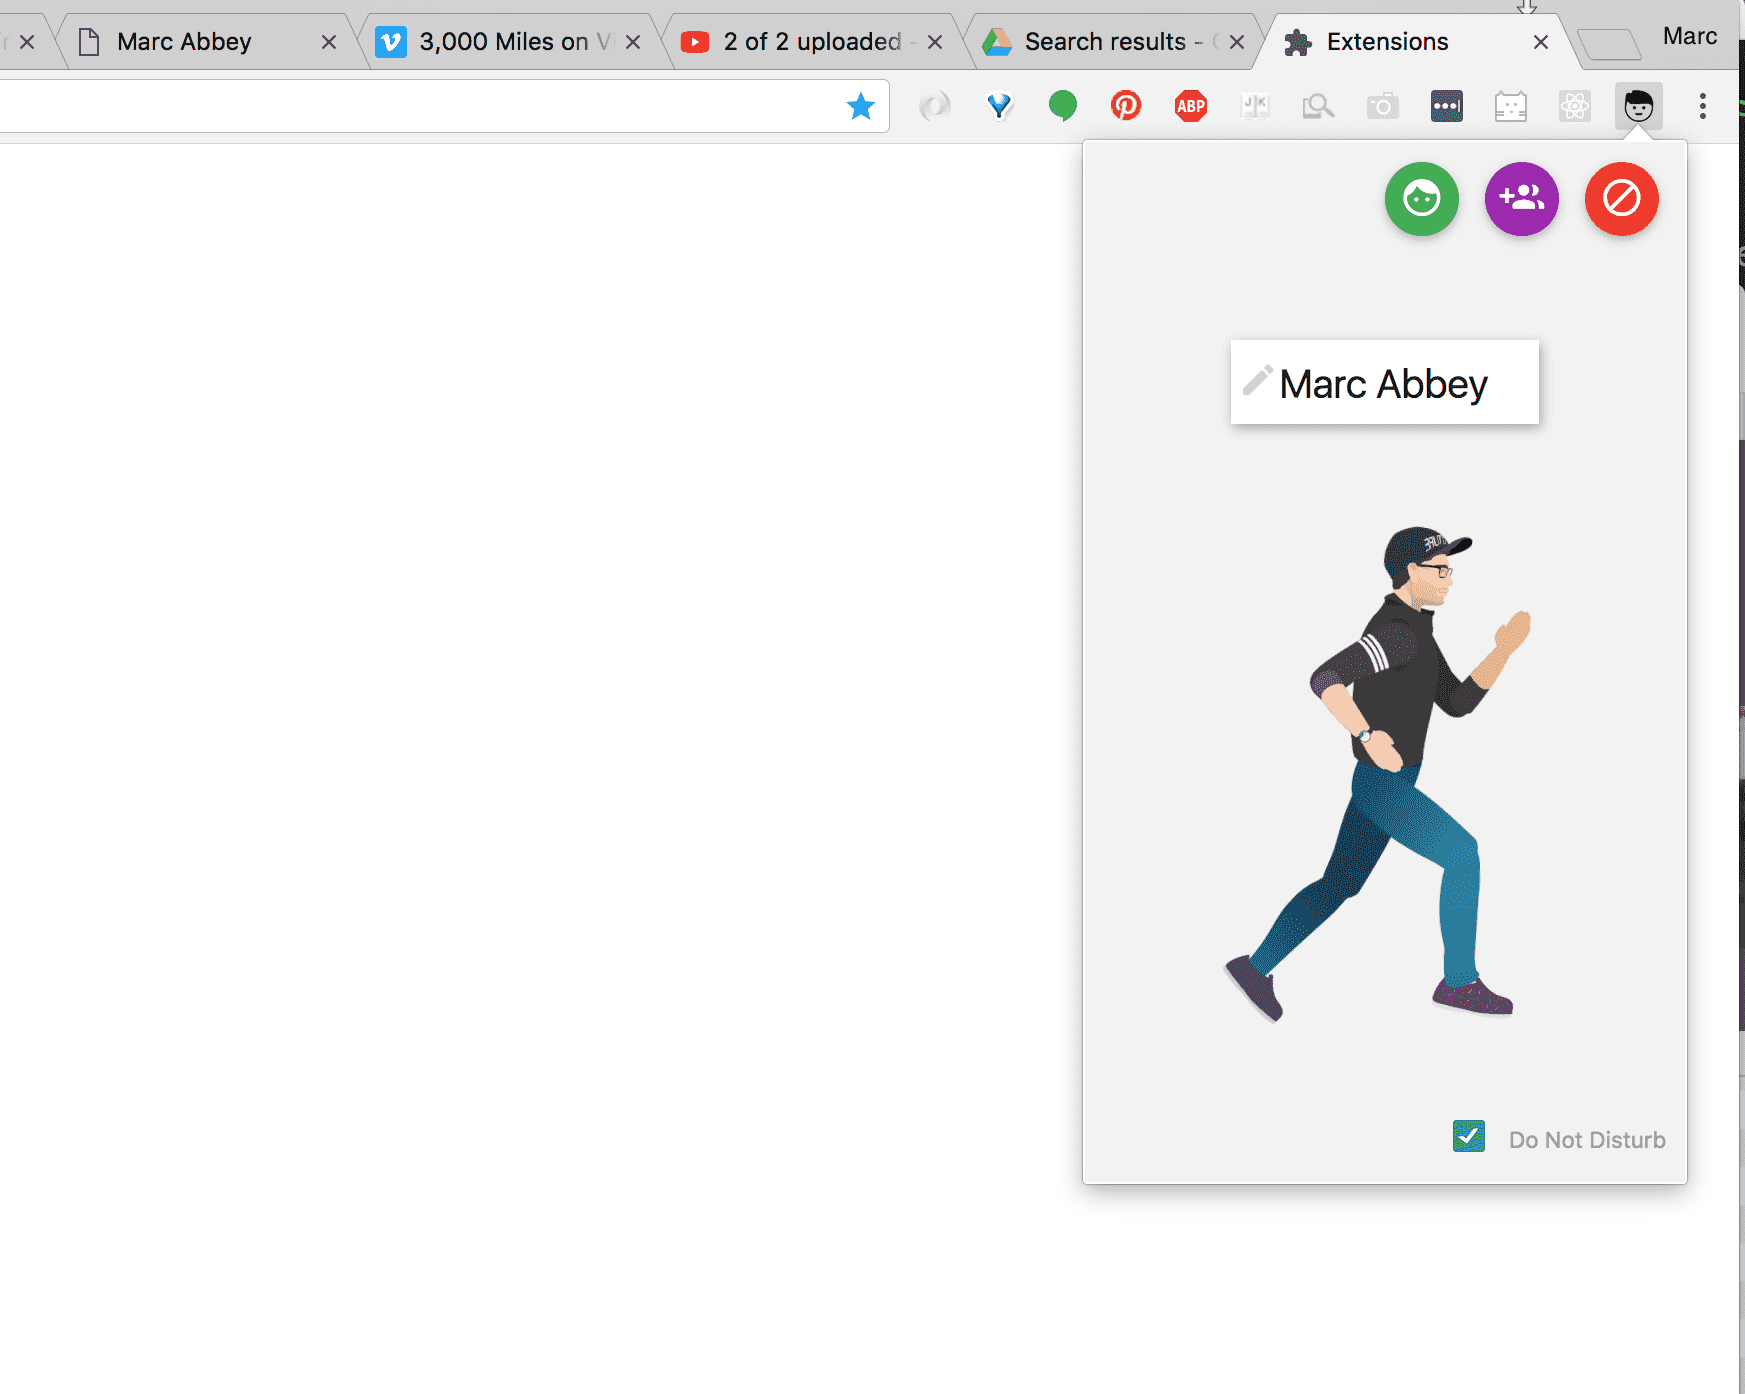 Marc Abbey
3,000 Miles on V
2 of 2 uploaded -
Search results -
Extensions
Marc
ABP
JK
Marc Abbey
Do Not Disturb